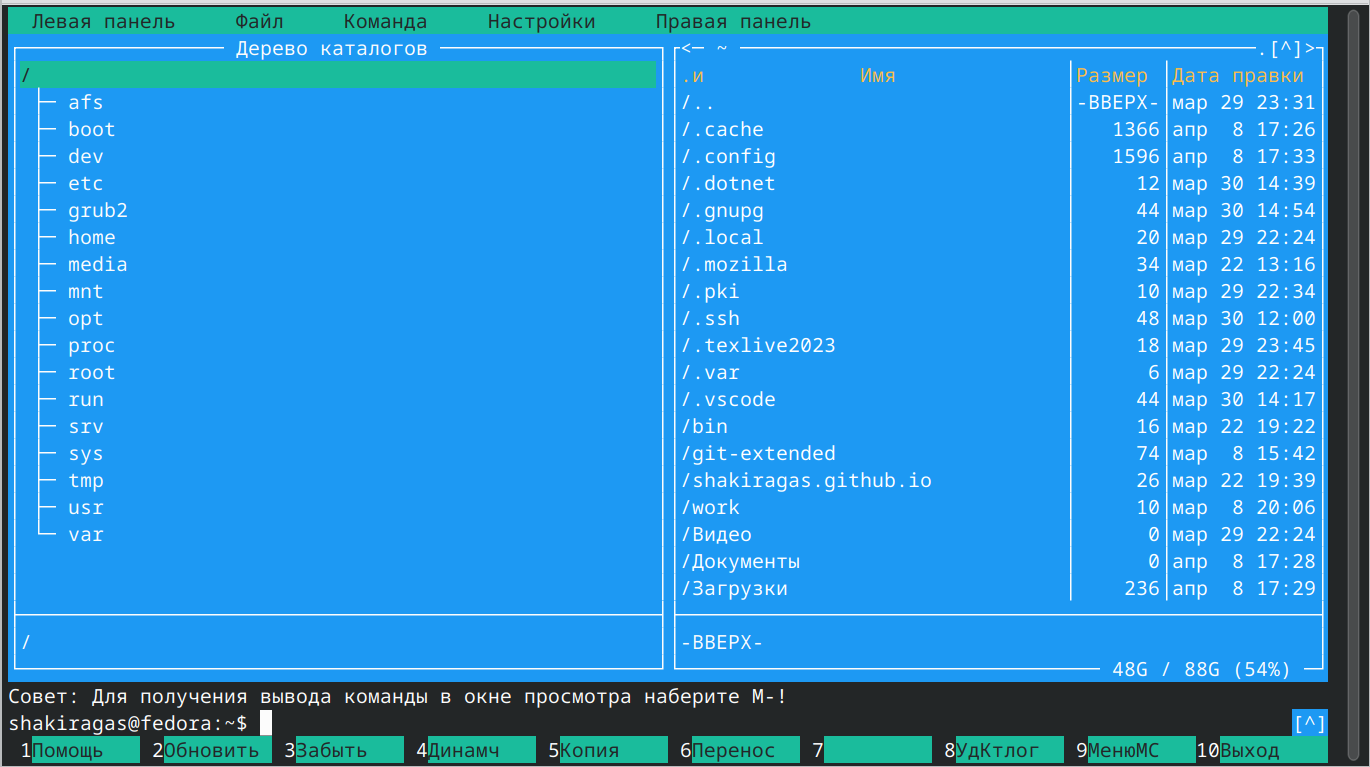 Левая панель Файл Команда Настройки Правая панель
Дерево каталогов
/
afs
boot
dev
etc
grub2
home
media
mnt
opt
proc
root
run
srv
sys
tmp
usr
var
/
<— ~ .[^]>
.и Имя Размер Дата правки
/.. -ВВЕРХ- мар 29 23:31
/.cache 1366 апр 8 17:26
/.config 1596 апр 8 17:33
/.dotnet 12 мар 30 14:39
/.gnupg 44 мар 30 14:54
/.local 20 мар 29 22:24
/.mozilla 34 мар 22 13:16
/.pki 10 мар 29 22:34
/.ssh 48 мар 30 12:00
/.texlive2023 18 мар 29 23:45
/.var 6 мар 29 22:24
/.vscode 44 мар 30 14:17
/bin 16 мар 22 19:22
/git-extended 74 мар 8 15:42
/shakiragas.github.io 26 мар 22 19:39
/work 10 мар 8 20:06
/Видео 0 мар 29 22:24
/Документы 0 апр 8 17:28
/Загрузки 236 апр 8 17:29
-ВВЕРХ-
48G / 88G (54%)
Совет: Для получения вывода команды в окне просмотра наберите M-!
shakiragas@fedora:~$ [^]
1Помощь 2Обновить 3Забыть 4Динамч 5Копия 6Перенос 7 8УдКтлог 9МенюMC 10Выход